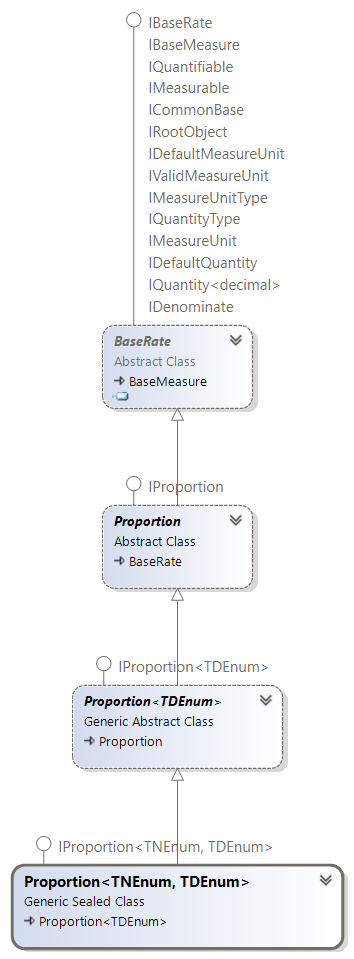 IBaseRate
IBaseMeasure
IQuantifiable
IMeasurable
ICommonBase
IRootObject
IDefaultMeasureUnit
IValidMeasureUnit
IMeasureUnitType
IQuantityType
IMeasureUnit
IDefaultQuantity
IQuantity<decimal>
IDenominate
BaseRate
Abstract Class
BaseMeasure
IProportion
Proportion
Abstract Class
BaseRate
IProportion<TDEnum>
Proportion<TDEnum>
Generic Abstract Class
Proportion
IProportion<TNEnum, TDEnum>
Proportion<TNEnum, TDEnum>
Generic Sealed Class
Proportion<TDEnum>